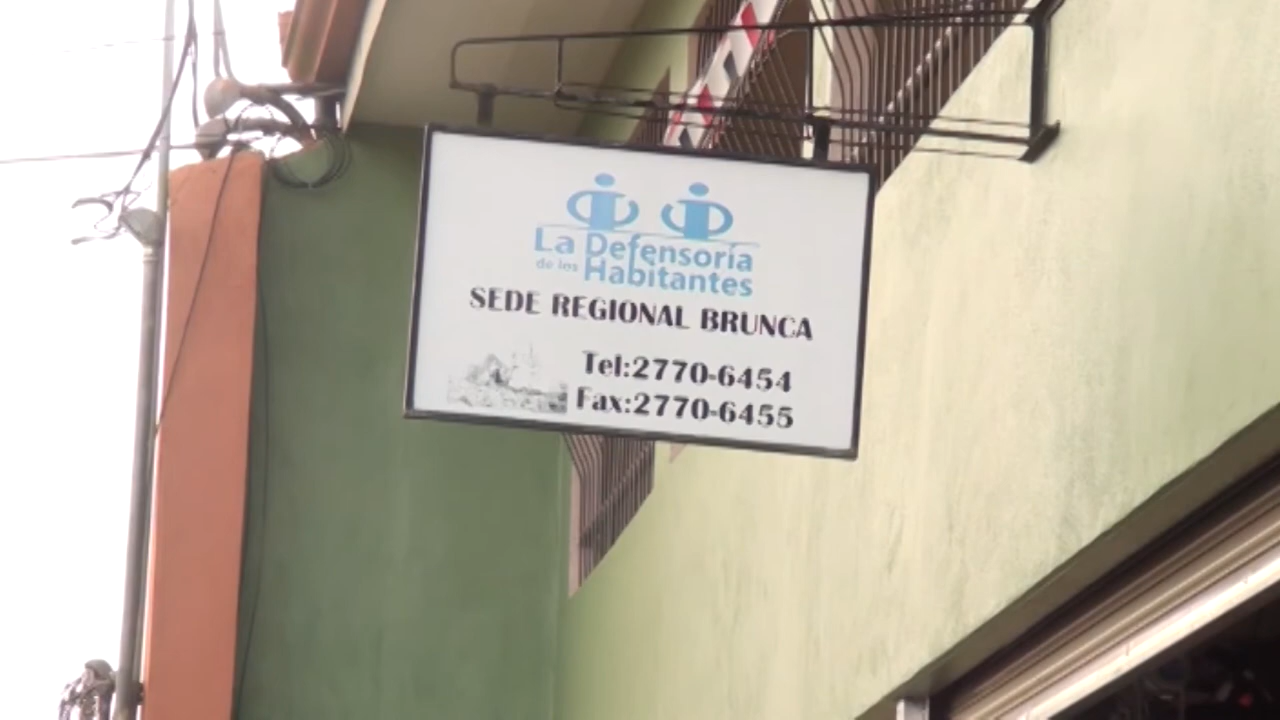 La Defensoría
de los Habitantes
SEDE REGIONAL BRUNCA
Tel:2770-6454
Fax:2770-6455